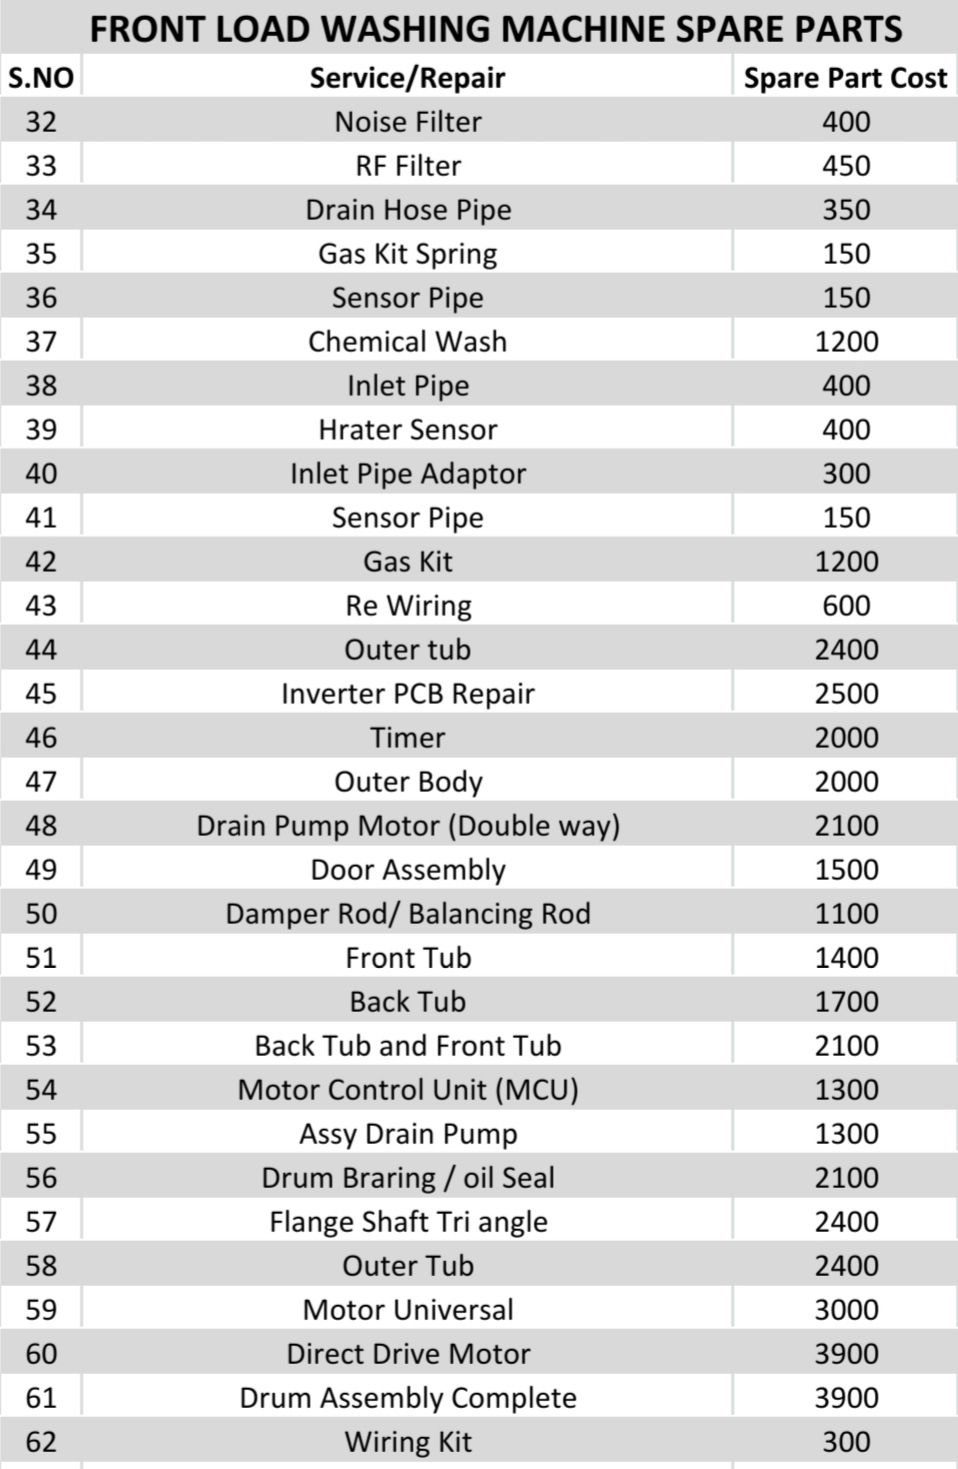 FRONT LOAD WASHING MACHINE SPARE PARTS
S.NO Service/Repair Spare Part Cost
32 Noise Filter 400
33 RF Filter 450
34 Drain Hose Pipe 350
35 Gas Kit Spring 150
36 Sensor Pipe 150
37 Chemical Wash 1200
38 Inlet Pipe 400
39 Hrater Sensor 400
40 Inlet Pipe Adaptor 300
41 Sensor Pipe 150
42 Gas Kit 1200
43 Re Wiring 600
44 Outer tub 2400
45 Inverter PCB Repair 2500
46 Timer 2000
47 Outer Body 2000
48 Drain Pump Motor (Double way) 2100
49 Door Assembly 1500
50 Damper Rod/ Balancing Rod 1100
51 Front Tub 1400
52 Back Tub 1700
53 Back Tub and Front Tub 2100
54 Motor Control Unit (MCU) 1300
55 Assy Drain Pump 1300
56 Drum Braring / oil Seal 2100
57 Flange Shaft Tri angle 2400
58 Outer Tub 2400
59 Motor Universal 3000
60 Direct Drive Motor 3900
61 Drum Assembly Complete 3900
62 Wiring Kit 300